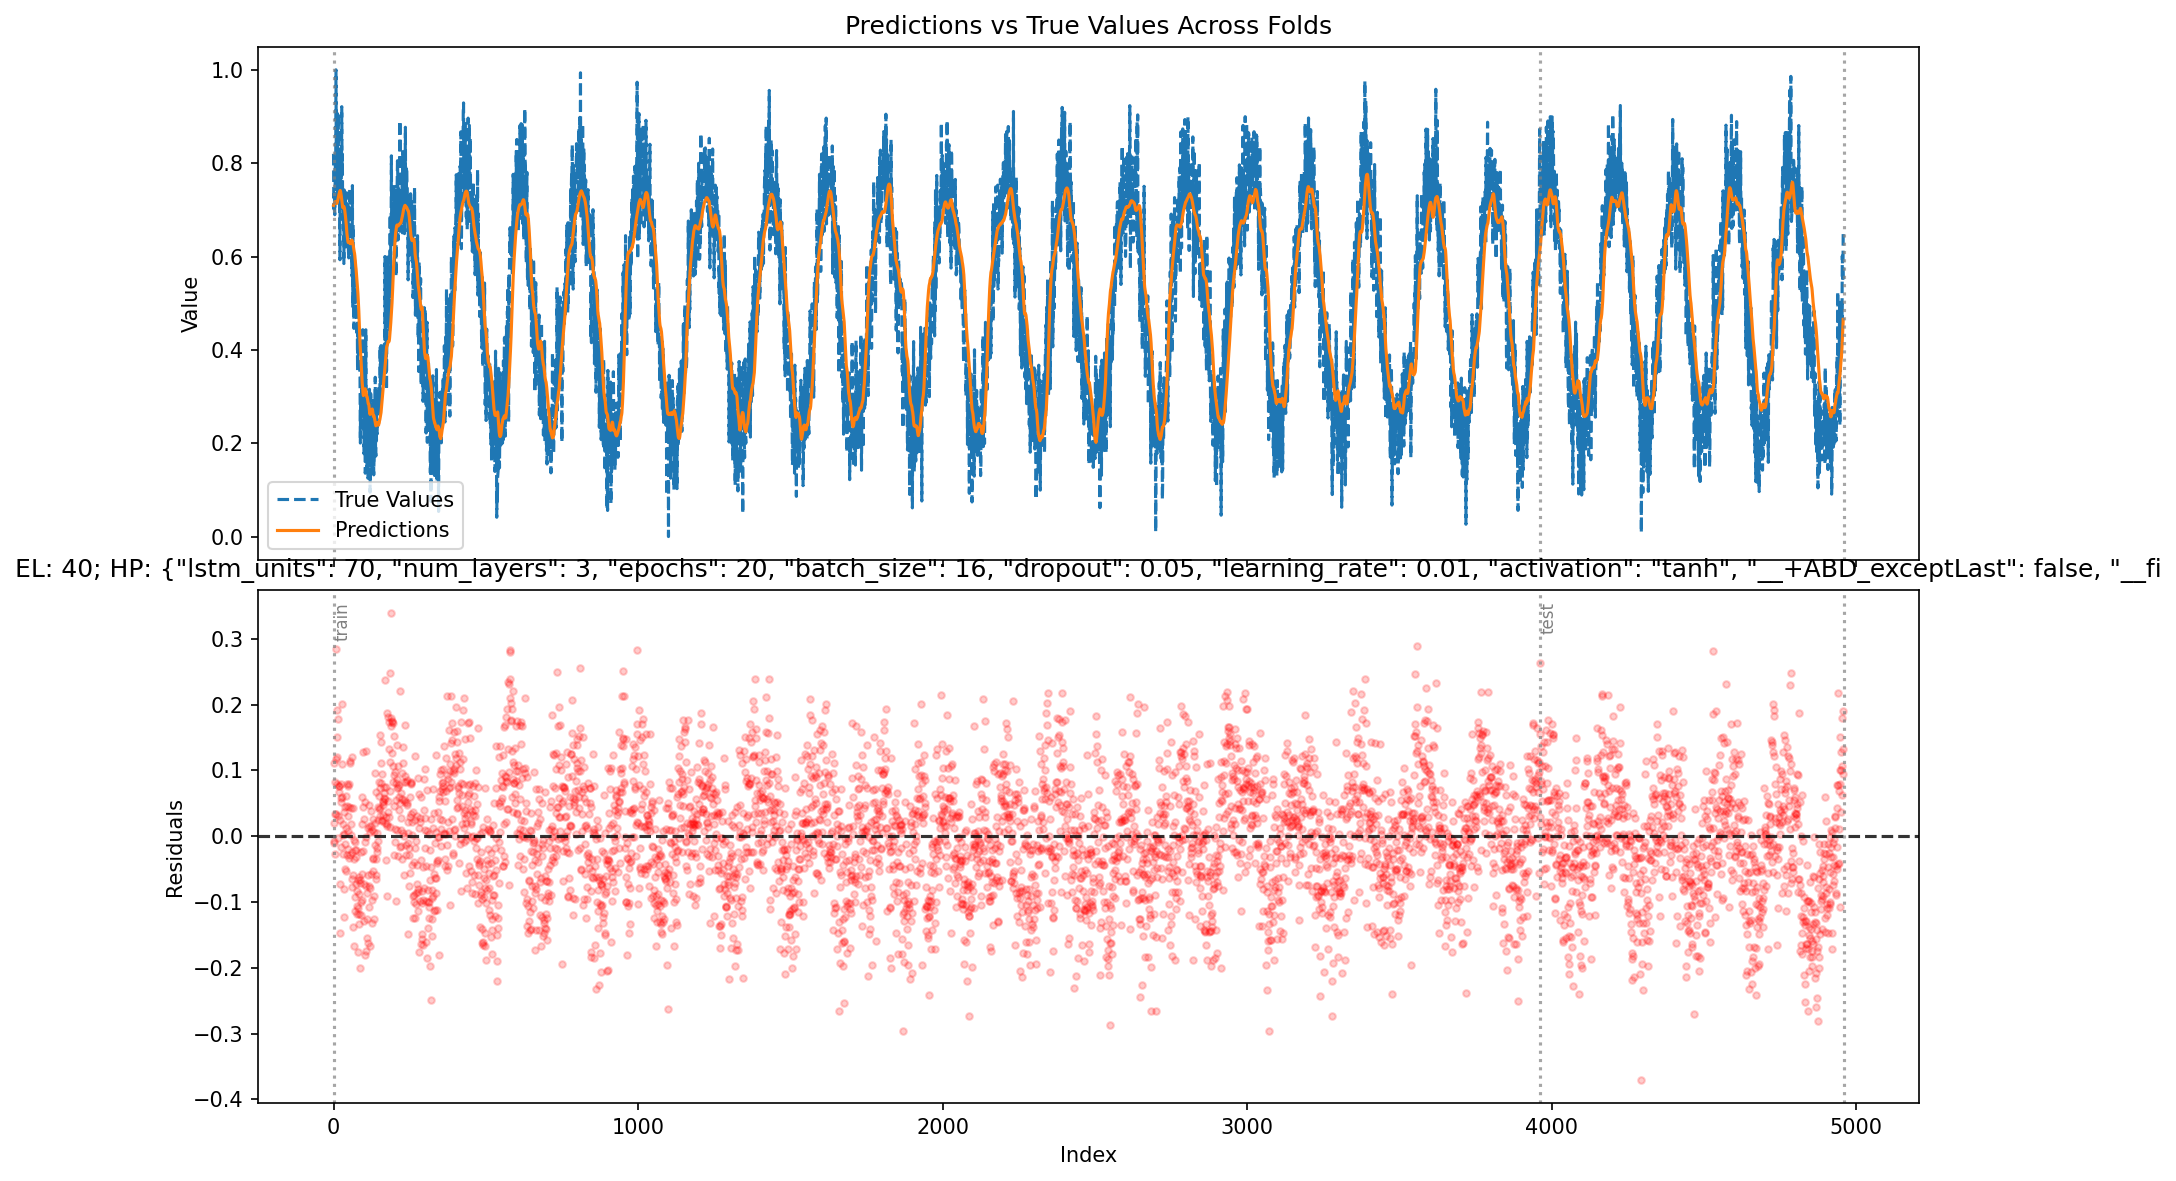 Predictions vs True Values Across Folds
1.0
0.8
0.6
0.4
0.2
0.0
Value
True Values
Predictions
EL: 40; HP: {"lstm_units": 70, "num_layers": 3, "epochs": 20, "batch_size": 16, "dropout": 0.05, "learning_rate": 0.01, "activation": "tanh", "__+ABD_exceptLast": false, "__fi
train
test
0.3
0.2
0.1
0.0
−0.1
−0.2
−0.3
−0.4
Residuals
0 1000 2000 3000 4000 5000
Index